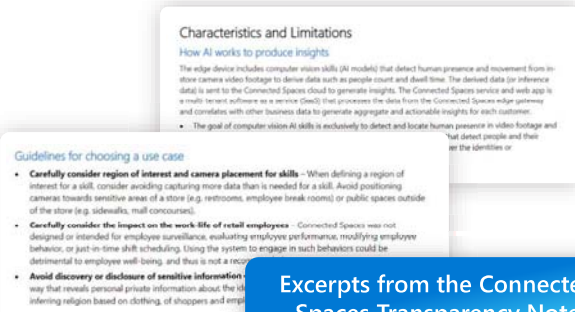 Characteristics and Limitations
How AI works to produce insights
The edge device includes computer vision skills (AI models) that detect human presence and movement from in-
store camera video footage to derive data such as people count and dwell time. The derived data (or inference
data) is sent to the Connected Spaces cloud to generate insights. The Connected Spaces service and web app is
a multi-tenant software as a service (SaaS) that processes the data from the Connected Spaces edge gateway
and correlates with other business data to generate aggregate and actionable insights for each customer.
• The goal of computer vision AI skills is exclusively to detect and locate human presence in video footage and
that detect people and their
er the identities or
Guidelines for choosing a use case
• Carefully consider region of interest and camera placement for skills – When defining a region of
interest for a skill, consider avoiding capturing more data than is needed for a skill. Avoid positioning
cameras towards sensitive areas of a store (e.g. restrooms, employee break rooms) or public spaces outside
of the store (e.g. sidewalks, mall concourses).
• Carefully consider the impact on the work-life of retail employees – Connected Spaces was not
designed or intended for employee surveillance, evaluating employee performance, modifying employee
behavior, or just-in-time shift scheduling. Using the system to engage in such behaviors could be
detrimental to employee well-being, and thus is not a reco
• Avoid discovery or disclosure of sensitive information
way that reveals personal private information about the ide
inferring religion based on clothing, of shoppers and empl
Excerpts from the Connecte
Spaces Transparency Note